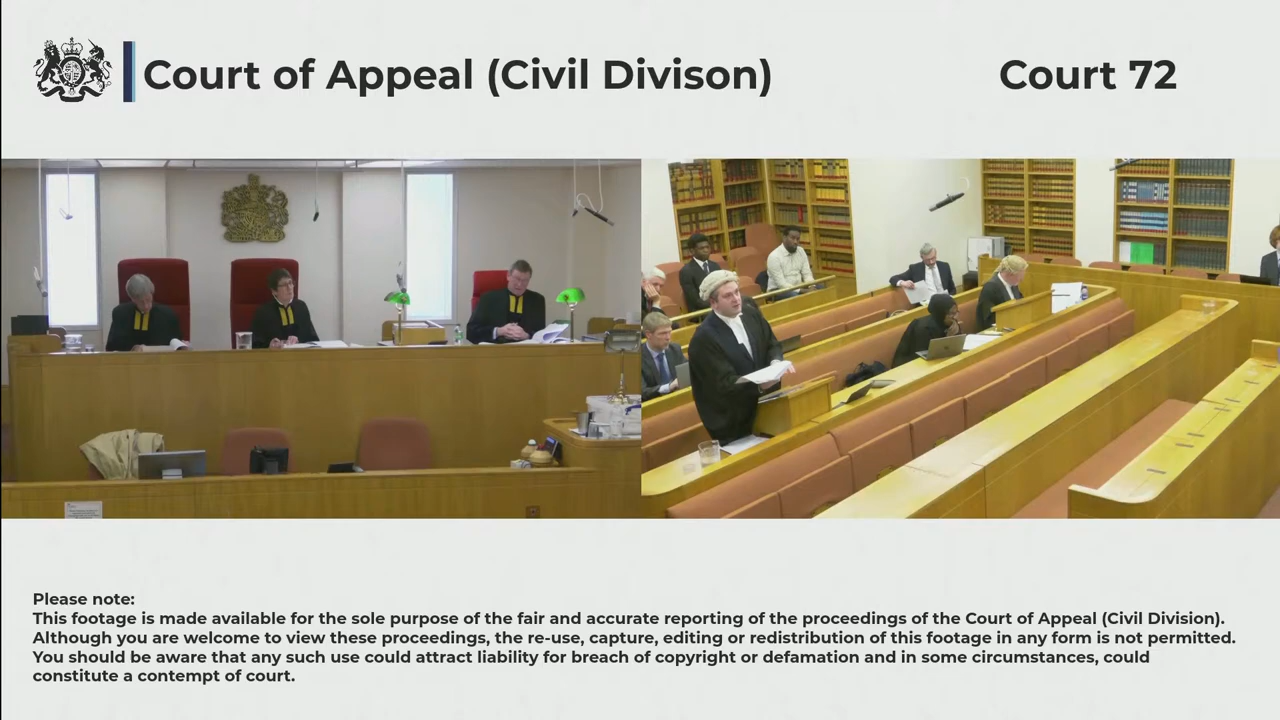 Court of Appeal (Civil Divison)
Court 72
Please note:
This footage is made available for the sole purpose of the fair and accurate reporting of the proceedings of the Court of Appeal (Civil Division).
Although you are welcome to view these proceedings, the re-use, capture, editing or redistribution of this footage in any form is not permitted.
You should be aware that any such use could attract liability for breach of copyright or defamation and in some circumstances, could
constitute a contempt of court.